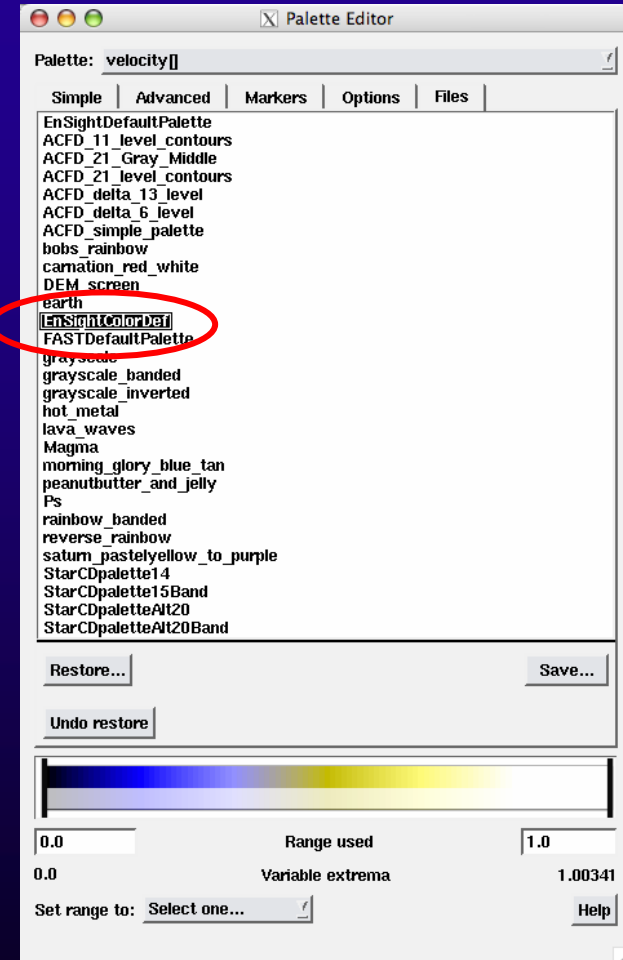 X Palette Editor
Palette: velocity[]
Simple Advanced Markers Options Files
EnSightDefaultPalette
ACFD_11_level_contours
ACFD_21_Gray_Middle
ACFD_21_level_contours
ACFD_delta_13_level
ACFD_delta_6_level
ACFD_simple_palette
bobs_rainbow
carnation_red_white
DEM_screen
earth
EnSightColorDef
FASTDefaultPalette
grayscale
grayscale_banded
grayscale_inverted
hot_metal
lava_waves
Magma
morning_glory_blue_tan
peanutbutter_and_jelly
Ps
rainbow_banded
reverse_rainbow
saturn_pastelyellow_to_purple
StarCDpalette14
StarCDpalette15Band
StarCDpaletteAlt20
StarCDpaletteAlt20Band
Restore... Save...
Undo restore
0.0 Range used 1.0
0.0 Variable extrema 1.00341
Set range to: Select one... Help